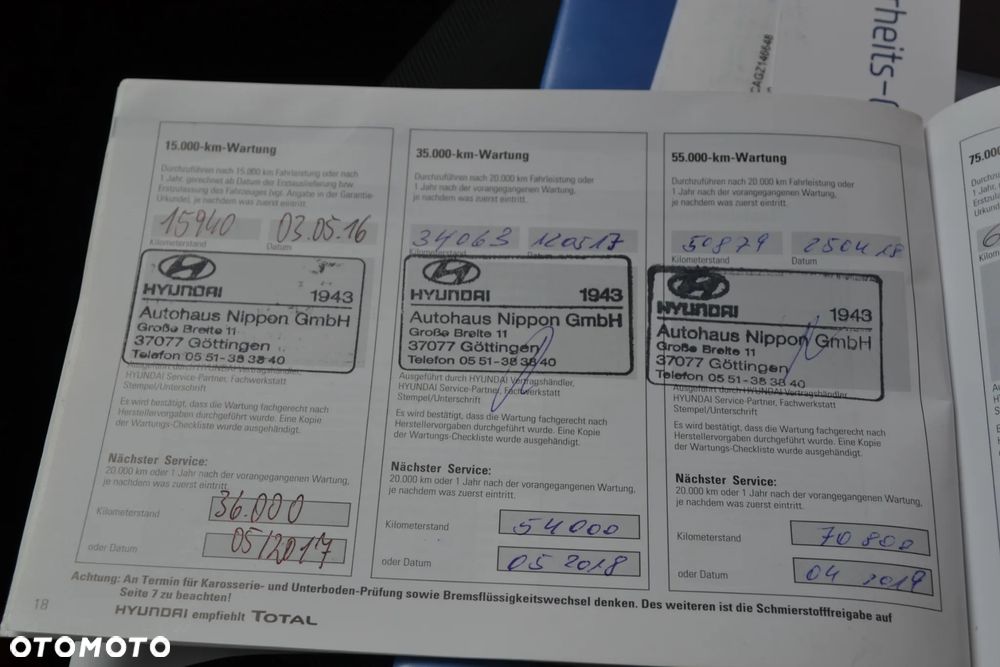 rheits-
CAG2146648
15.000-km-Wartung
Durchzuführen nach 15.000 km Fahrleistung oder nach
1 Jahr, gerechnet ab Datum der Erstauslieferung bzw.
Erstzulassung des Fahrzeuges (vgl. Angabe in der Garantie-
Urkunde), je nachdem was zuerst eintritt.
15940 03.05.16
Kilometerstand Datum
HYUNDAI 1943
Autohaus Nippon GmbH
Große Breite 11
37077 Göttingen
Telefon 05 51-38 38 40
Ausgeführt durch HYUNDAI Vertragshändler,
HYUNDAI Service-Partner, Fachwerkstatt
Stempel/Unterschrift
Es wird bestätigt, dass die Wartung fachgerecht nach
Herstellervorgaben durchgeführt wurde. Eine Kopie
der Wartungs-Checkliste wurde ausgehändigt.
Nächster Service:
20.000 km oder 1 Jahr nach der vorangegangenen Wartung,
je nachdem was zuerst eintritt.
Kilometerstand 36.000
oder Datum 05/2017
35.000-km-Wartung
Durchzuführen nach 20.000 km Fahrleistung oder
1 Jahr nach der vorangegangenen Wartung,
je nachdem was zuerst eintritt.
34063 120517
Kilometerstand Datum
HYUNDAI 1943
Autohaus Nippon GmbH
Große Breite 11
37077 Göttingen
Telefon 05 51-38 38 40
Ausgeführt durch HYUNDAI Vertragshändler,
HYUNDAI Service-Partner, Fachwerkstatt
Stempel/Unterschrift
Es wird bestätigt, dass die Wartung fachgerecht nach
Herstellervorgaben durchgeführt wurde. Eine Kopie
der Wartungs-Checkliste wurde ausgehändigt.
Nächster Service:
20.000 km oder 1 Jahr nach der vorangegangenen Wartung,
je nachdem was zuerst eintritt.
Kilometerstand 54000
oder Datum 05 2018
55.000-km-Wartung
Durchzuführen nach 20.000 km Fahrleistung oder
1 Jahr nach der vorangegangenen Wartung,
je nachdem was zuerst eintritt.
50879 250418
Kilometerstand Datum
HYUNDAI 1943
Autohaus Nippon GmbH
Große Breite 11
37077 Göttingen
Telefon 05 51-38 38 40
Ausgeführt durch HYUNDAI Vertragshändler,
HYUNDAI Service-Partner, Fachwerkstatt
Stempel/Unterschrift
Es wird bestätigt, dass die Wartung fachgerecht nach
Herstellervorgaben durchgeführt wurde. Eine Kopie
der Wartungs-Checkliste wurde ausgehändigt.
Nächster Service:
20.000 km oder 1 Jahr nach der vorangegangenen Wartung,
je nachdem was zuerst eintritt.
Kilometerstand 70800
oder Datum 04 2019
Achtung: An Termin für Karosserie- und Unterboden-Prüfung sowie Bremsflüssigkeitswechsel denken. Des weiteren ist die Schmierstofffreigabe auf
Seite 7 zu beachten!
18
HYUNDAI empfiehlt TOTAL
75.000
OTOMOTO